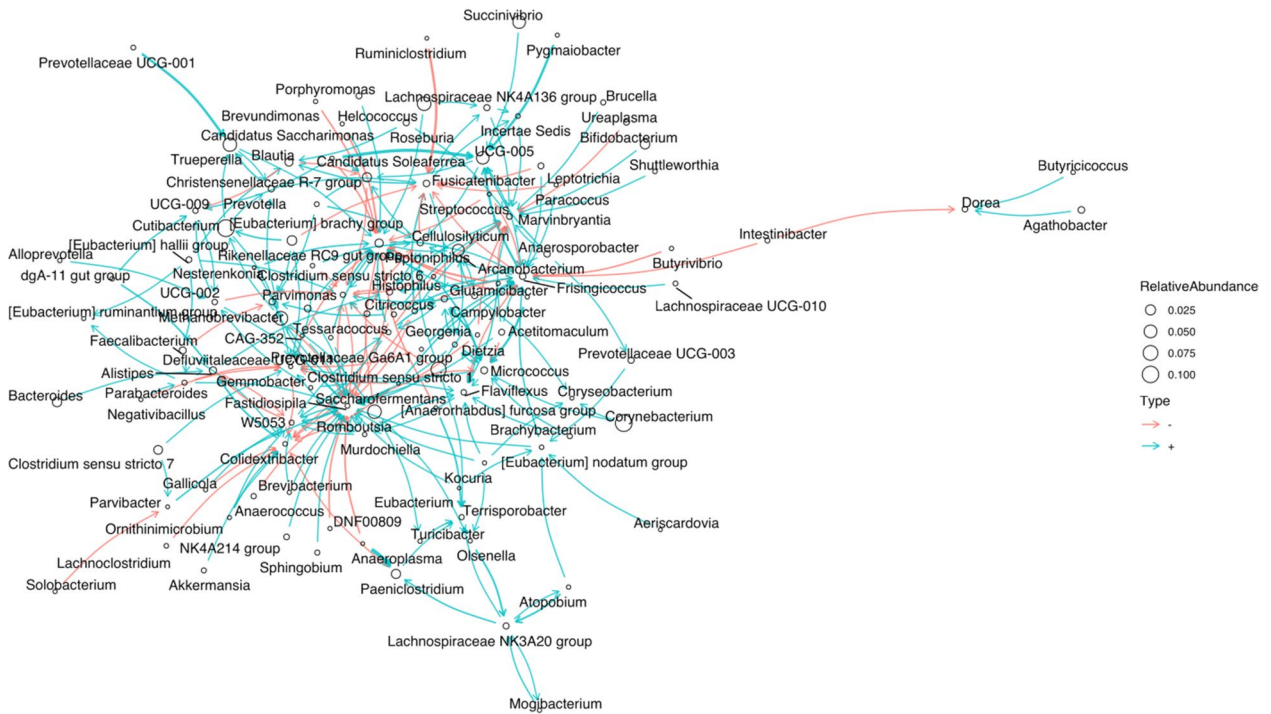 Succinivibrio
Pygmaiobacter
Ruminiclostridium
Prevotellaceae UCG-001
Porphyromonas
Lachnospiraceae NK4A136 group
Brucella
Brevundimonas
Helcococcus
Ureaplasma
Candidatus Saccharimonas
Roseburia
Incertae Sedis
Bifidobacterium
Trueperella
Blautia
Candidatus Soleaferrea
UCG-005
Shuttleworthia
Butyricicoccus
Christensenellaceae R-7 group
Fusicatenibacter
Leptotrichia
UCG-009
Prevotella
Streptococcus
Paracoccus
Dorea
Cutibacterium
[Eubacterium] brachy group
Marvinbryantia
Agathobacter
[Eubacterium] hallii group
Cellulosilyticum
Intestinibacter
Alloprevotella
Rikenellaceae RC9 gut group
Peptoniphilus
Anaerosporobacter
Butyrivibrio
dgA-11 gut group
Nesterenkonia
Clostridium sensu stricto 6
Arcanobacterium
UCG-002
Parvimonas
Histophilus
Glutamicibacter
Frisingicoccus
RelativeAbundance
[Eubacterium] ruminantium group
Methanobrevibacter
Citricoccus
Campylobacter
Lachnospiraceae UCG-010
0.025
Faecalibacterium
CAG-352
Tessaracoccus
Georgenia
Acetitomaculum
0.050
Defluviitaleaceae UCG-011
Prevotellaceae Ga6A1 group
Dietzia
Prevotellaceae UCG-003
0.075
Alistipes
Gemmobacter
Clostridium sensu stricto 1
Micrococcus
0.100
Bacteroides
Parabacteroides
Fastidiosipila
Saccharofermentans
Flaviflexus
Chryseobacterium
Type
Negativibacillus
W5053
Romboutsia
[Anaerorhabdus] furcosa group
Corynebacterium
-
Brachybacterium
+
Clostridium sensu stricto 7
Colidextribacter
Murdochiella
[Eubacterium] nodatum group
Gallicola
Brevibacterium
Kocuria
Parvibacter
Anaerococcus
Eubacterium
Terrisporobacter
Ornithinimicrobium
DNF00809
Turicibacter
Aeriscardovia
Lachnoclostridium
NK4A214 group
Anaeroplasma
Olsenella
Solobacterium
Akkermansia
Sphingobium
Paeniclostridium
Atopobium
Lachnospiraceae NK3A20 group
Mogibacterium